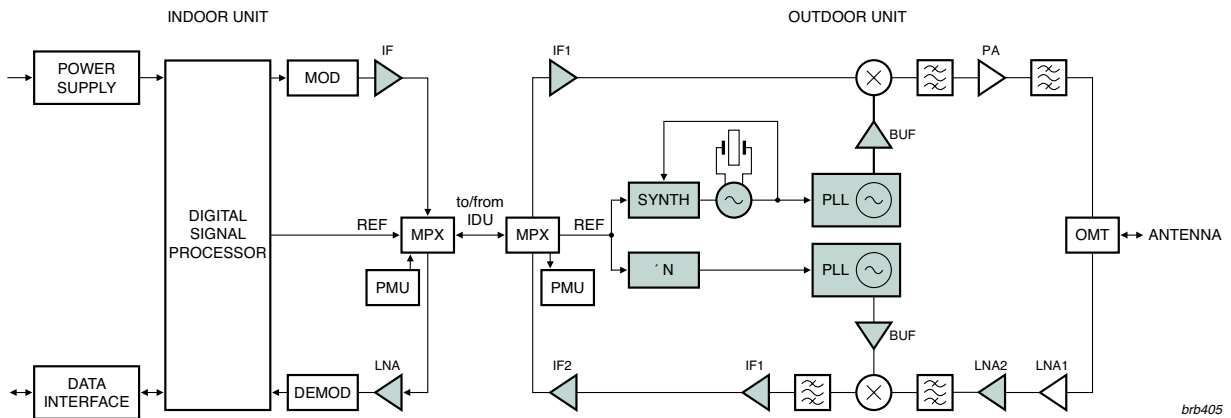 INDOOR UNIT
OUTDOOR UNIT
POWER
SUPPLY
MOD
IF
IF1
PA
BUF
DIGITAL
SIGNAL
PROCESSOR
REF
MPX
to/from
IDU
MPX
REF
SYNTH
PLL
OMT
ANTENNA
PMU
PMU
´N
PLL
BUF
DATA
INTERFACE
DEMOD
LNA
IF2
IF1
LNA2
LNA1
brb405